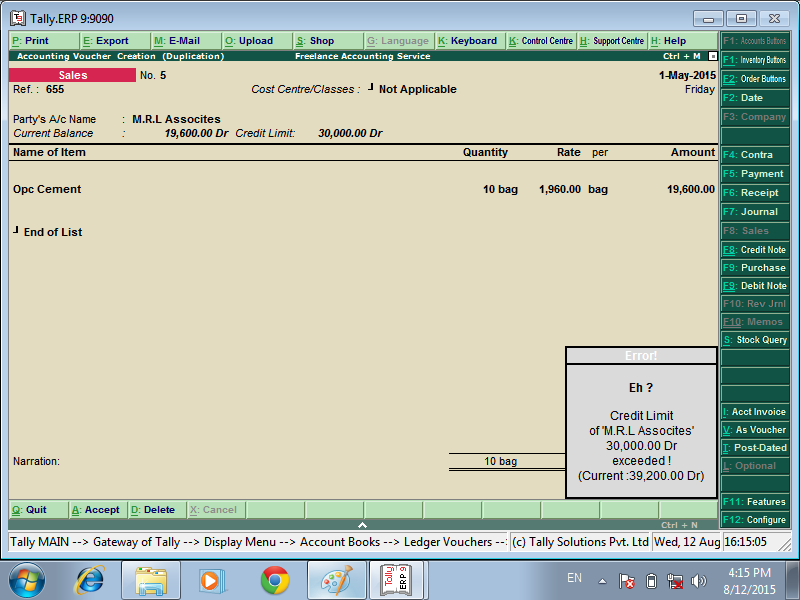 Tally.ERP 9:9090
P: Print E: Export M: E-Mail O: Upload S: Shop G: Language K: Keyboard K: Control Centre H: Support Centre H: Help
Accounting Voucher Creation (Duplication) Freelance Accounting Service Ctrl + M
Sales No. 5 1-May-2015
Ref. : 655 Cost Centre/Classes : ┘ Not Applicable Friday
Party's A/c Name : M.R.L Assocites
Current Balance : 19,600.00 Dr Credit Limit: 30,000.00 Dr
Name of Item Quantity Rate per Amount
Opc Cement 10 bag 1,960.00 bag 19,600.00
┘ End of List
Error!
Eh ?
Credit Limit
of 'M.R.L Assocites'
30,000.00 Dr
exceeded !
(Current :39,200.00 Dr)
Narration: 10 bag
Q: Quit A: Accept D: Delete X: Cancel
Ctrl + N
F1: Accounts Buttons
F1: Inventory Buttons
F2: Order Buttons
F2: Date
F3: Company
F4: Contra
F5: Payment
F6: Receipt
F7: Journal
F8: Sales
F8: Credit Note
F9: Purchase
F9: Debit Note
F10: Rev Jrnl
F10: Memos
S: Stock Query
I: Acct Invoice
V: As Voucher
T: Post-Dated
L: Optional
F11: Features
F12: Configure
Tally MAIN --> Gateway of Tally --> Display Menu --> Account Books --> Ledger Vouchers --> (c) Tally Solutions Pvt. Ltd Wed, 12 Aug 16:15:05
Tally
ERP 9
EN
4:15 PM
8/12/2015